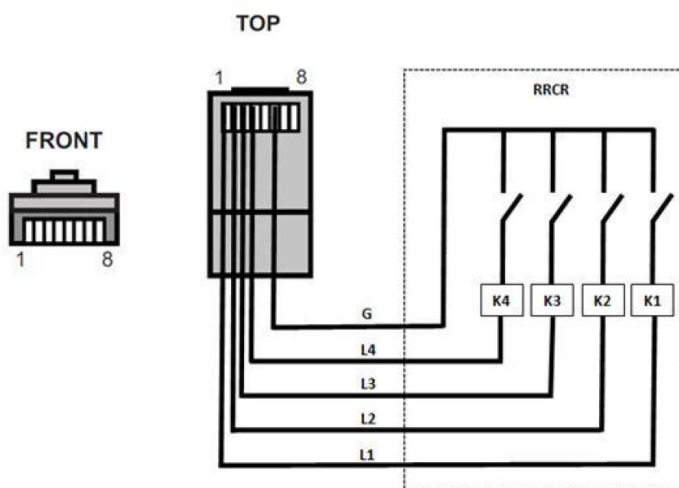 TOP
1 8
RRCR
FRONT
1 8
K4 K3 K2 K1
G
L4
L3
L2
L1